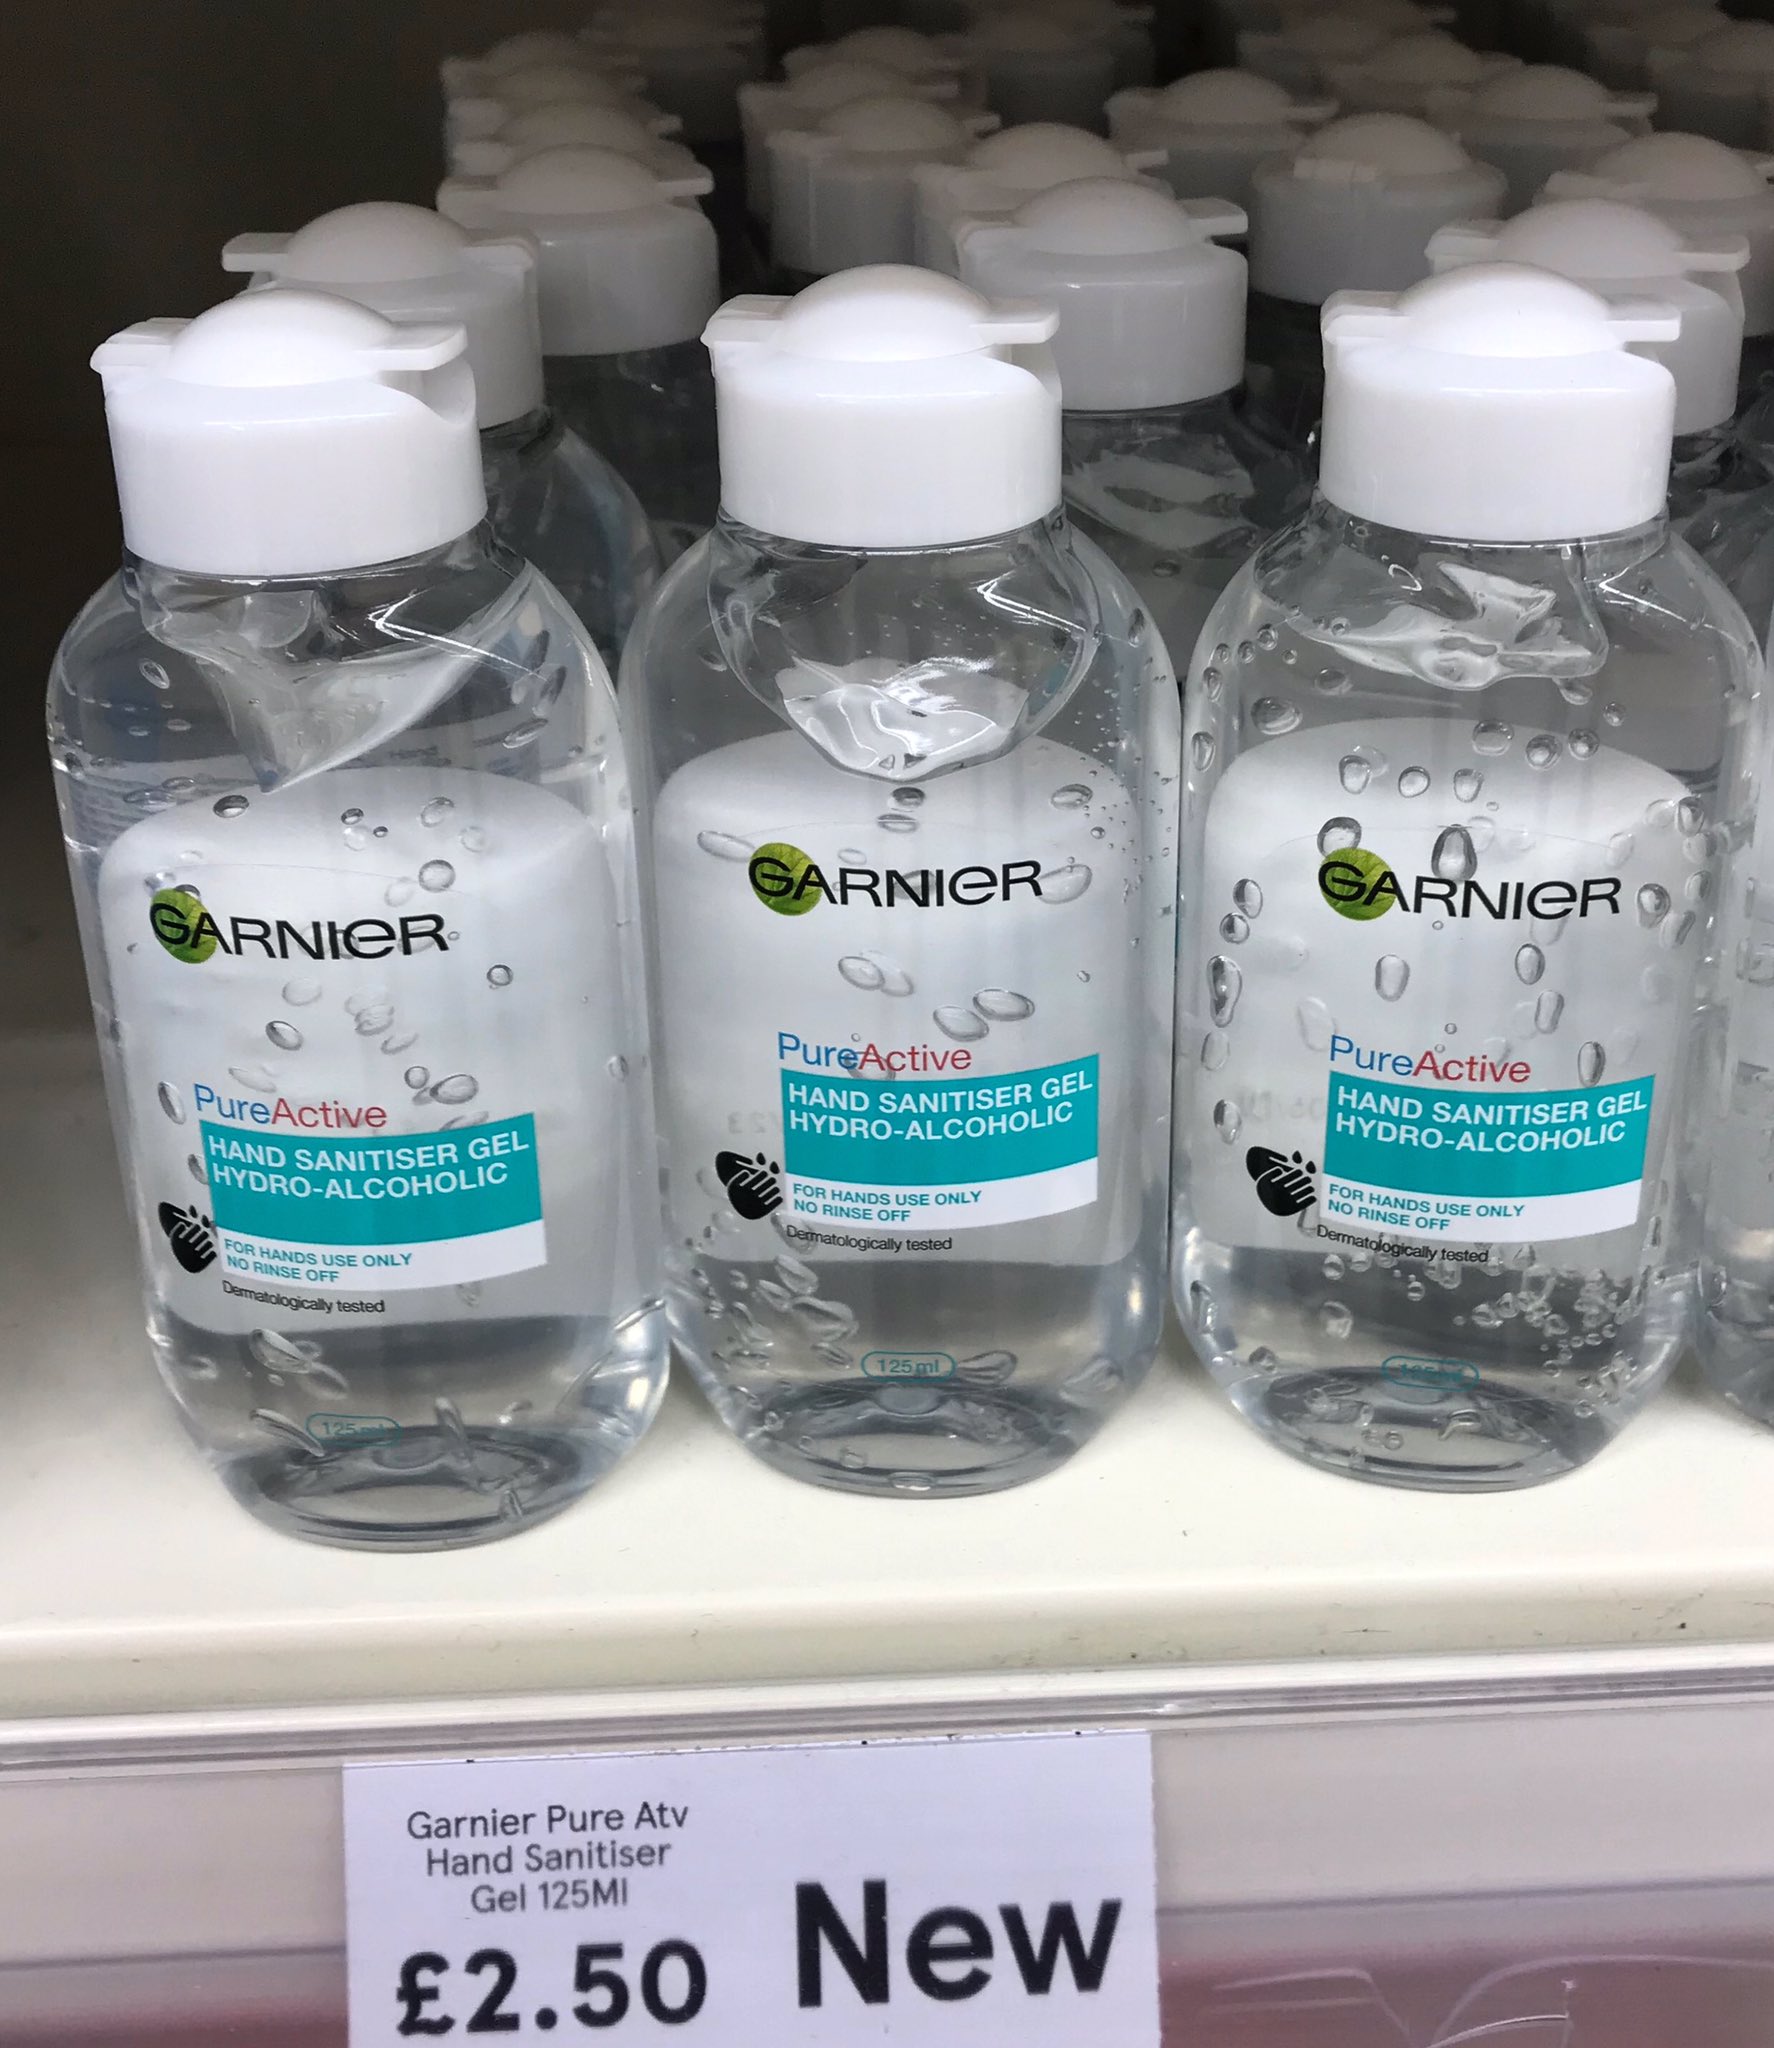 GARNIER
PureActive
HAND SANITISER GEL
HYDRO-ALCOHOLIC
FOR HANDS USE ONLY
NO RINSE OFF
Dermatologically tested
125ml
GARNIER
PureActive
HAND SANITISER GEL
HYDRO-ALCOHOLIC
FOR HANDS USE ONLY
NO RINSE OFF
Dermatologically tested
125ml
GARNIER
PureActive
HAND SANITISER GEL
HYDRO-ALCOHOLIC
FOR HANDS USE ONLY
NO RINSE OFF
Dermatologically tested
125ml
Garnier Pure Atv
Hand Sanitiser
Gel 125Ml
£2.50
New